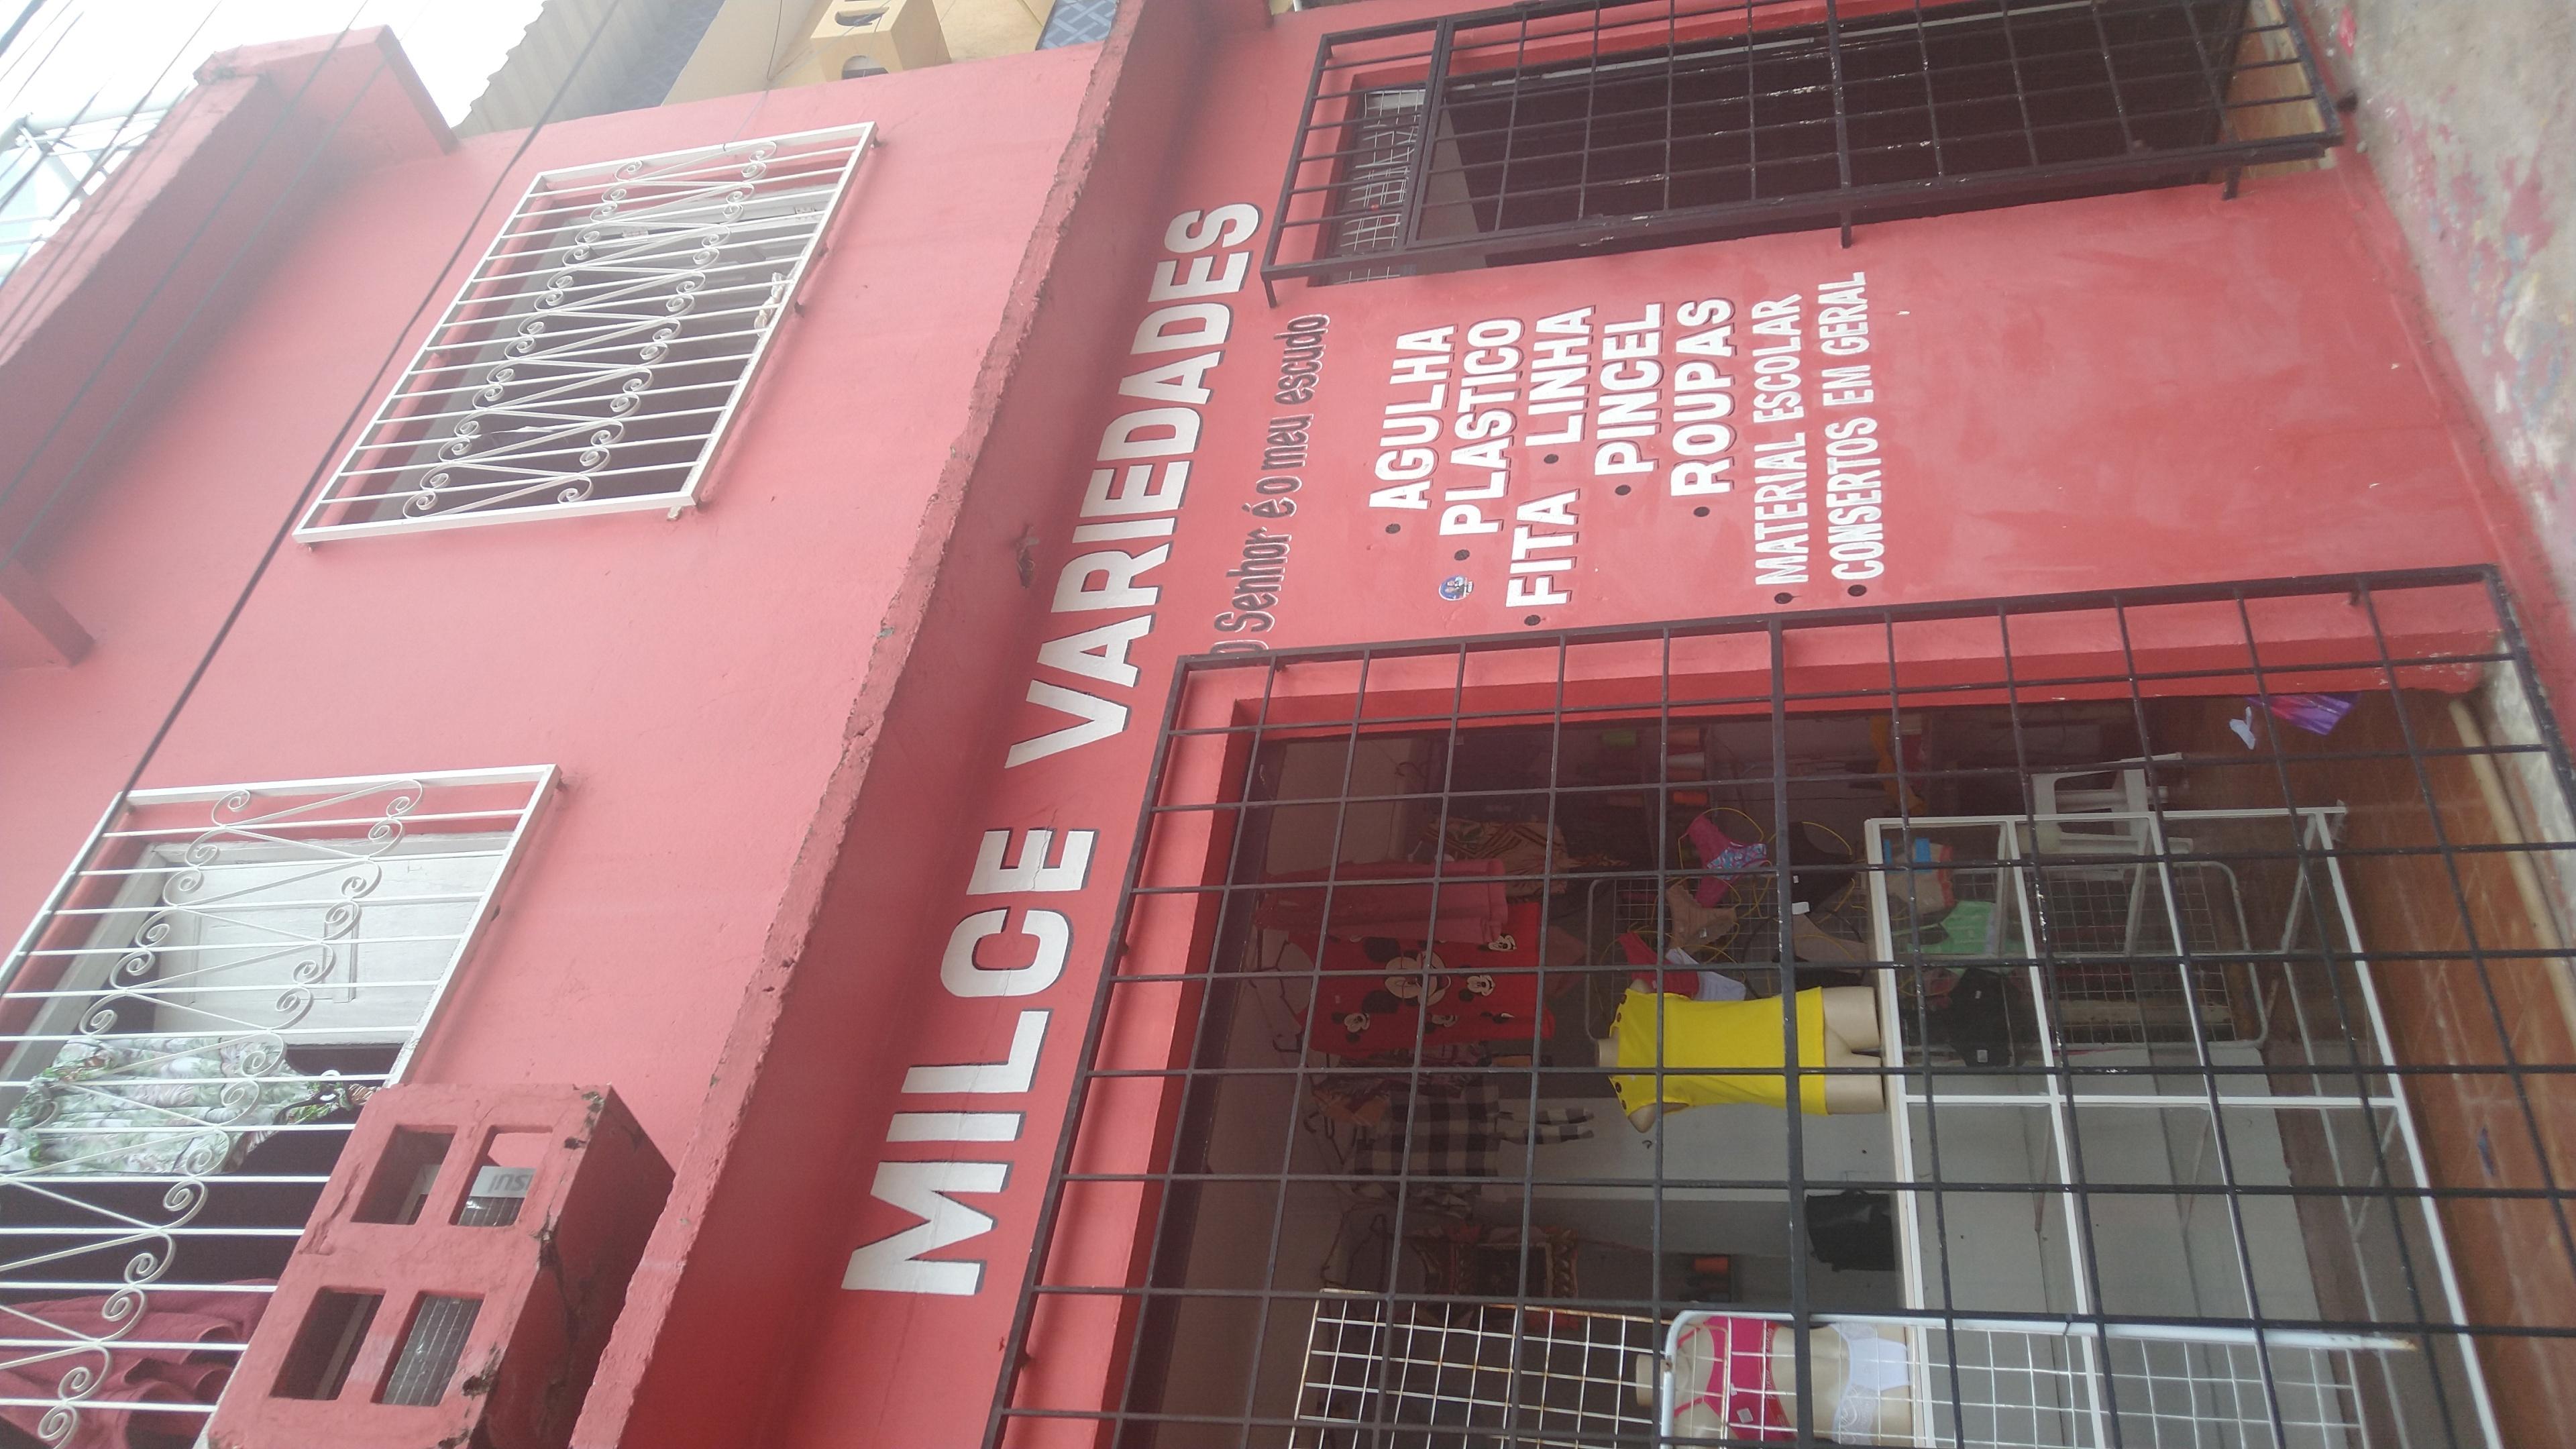 MILCE VARIEDADES
O Senhor é o meu escudo
• AGULHA
• PLASTICO
• FITA • LINHA
• PINCEL
• ROUPAS
• MATERIAL ESCOLAR
• CONSERTOS EM GERAL